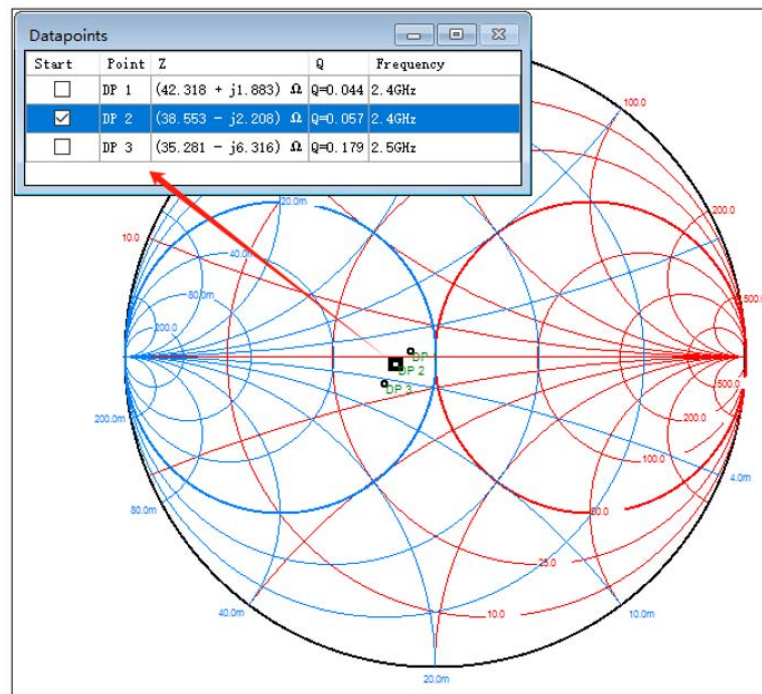 Datapoints
Start Point Z Q Frequency
DP 1 (42.318 + j1.883) Ω Q=0.044 2.4GHz
DP 2 (38.553 - j2.208) Ω Q=0.057 2.4GHz
DP 3 (35.281 - j6.316) Ω Q=0.179 2.5GHz
100.0
20.0m
200.0
10.0
40.0m
80.0m
500.0
200.0
DP
DP 2
DP 3
500.0
200.0m
200.0
100.0
4.0m
80.0m
50.0
25.0
40.0m
10.0
10.0m
20.0m